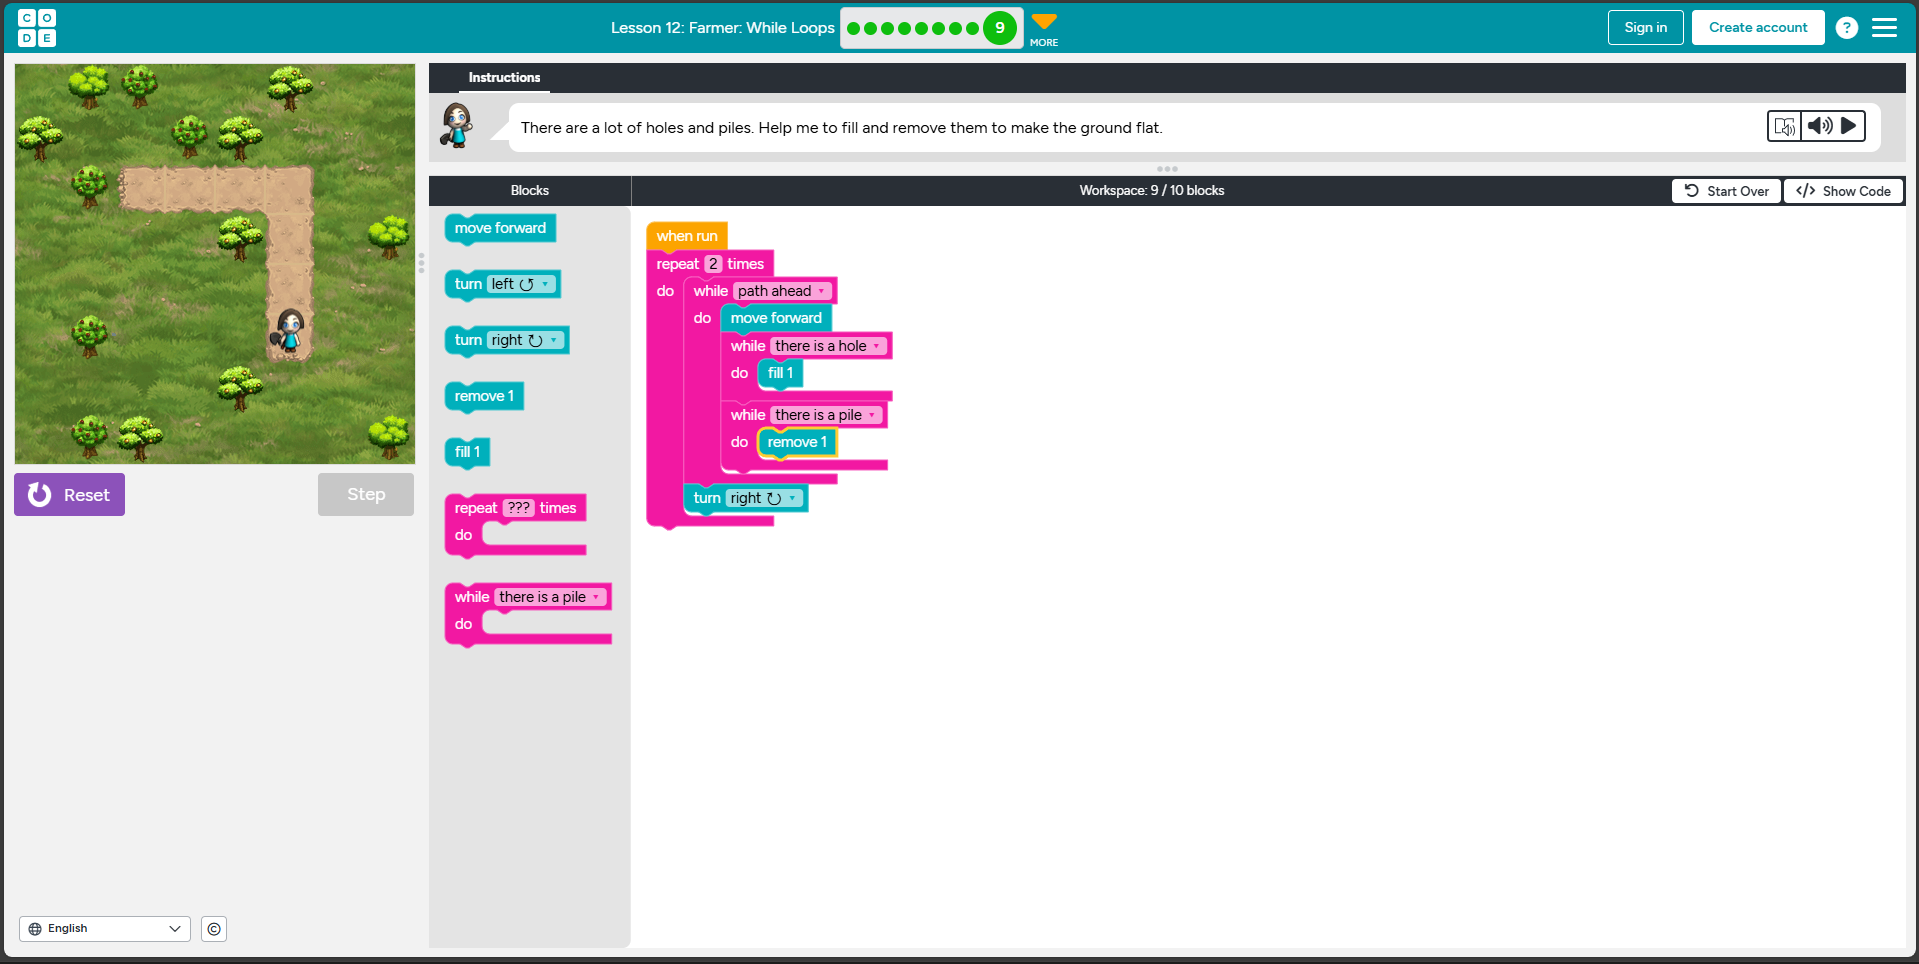 CODE
Lesson 12: Farmer: While Loops
9
MORE
Sign in
Create account
?
Instructions
There are a lot of holes and piles. Help me to fill and remove them to make the ground flat.
Blocks
Workspace: 9 / 10 blocks
Start Over
</> Show Code
move forward
turn left
turn right
remove 1
fill 1
repeat ??? times
do
while there is a pile
do
when run
repeat 2 times
do while path ahead
do move forward
while there is a hole
do fill 1
while there is a pile
do remove 1
turn right
Reset
Step
English
©